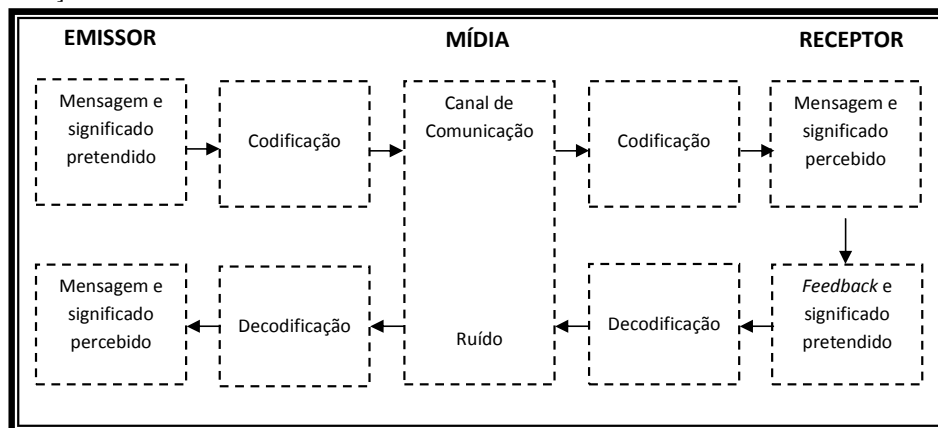 EMISSOR MÍDIA RECEPTOR
Mensagem e
significado
pretendido
Codificação
Canal de
Comunicação
Codificação
Mensagem e
significado
percebido
Mensagem e
significado
percebido
Decodificação
Ruído
Decodificação
Feedback e
significado
pretendido